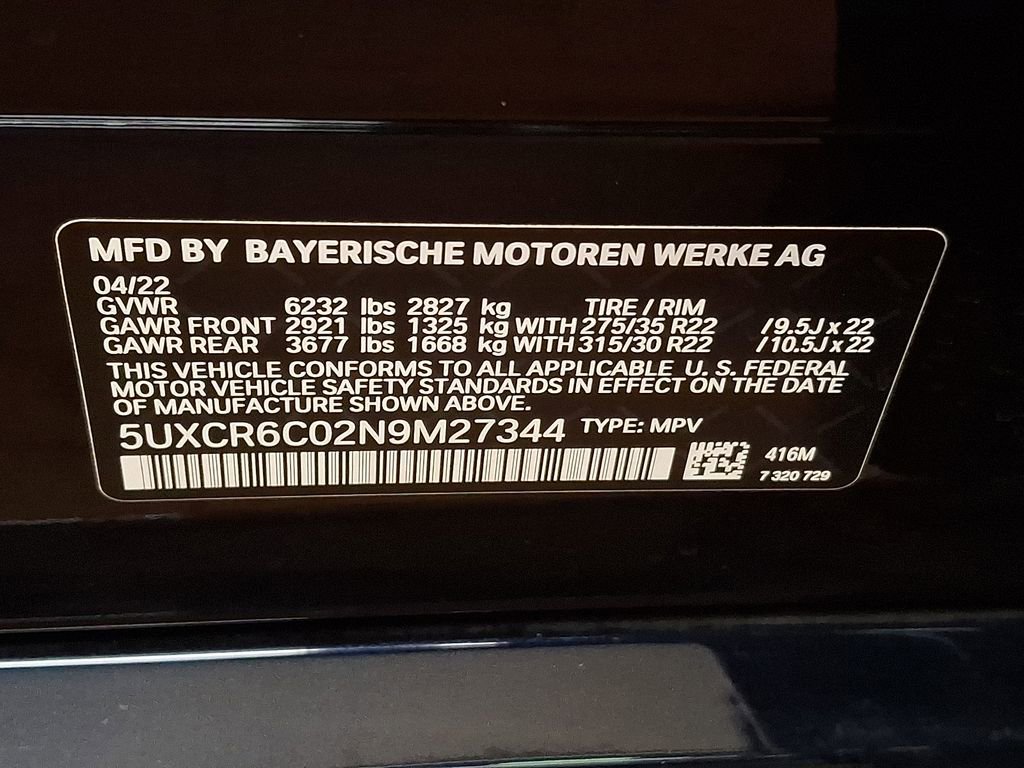 MFD BY BAYERISCHE MOTOREN WERKE AG
04/22
GVWR 6232 lbs 2827 kg TIRE / RIM
GAWR FRONT 2921 lbs 1325 kg WITH 275/35 R22 / 9.5J x 22
GAWR REAR 3677 lbs 1668 kg WITH 315/30 R22 / 10.5J x 22
THIS VEHICLE CONFORMS TO ALL APPLICABLE U. S. FEDERAL
MOTOR VEHICLE SAFETY STANDARDS IN EFFECT ON THE DATE
OF MANUFACTURE SHOWN ABOVE.
5UXCR6C02N9M27344 TYPE: MPV
416M
7 320 729